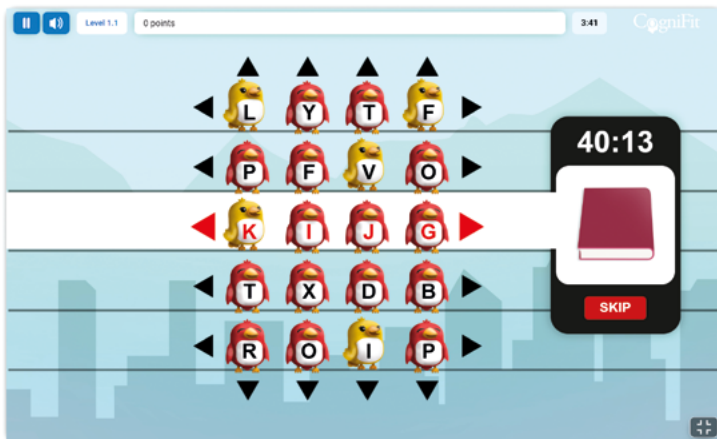 Level 1.1 0 points 3:41 CogniFit
L Y T F
40:13
P F V O
K I J G
T X D B
SKIP
R O I P